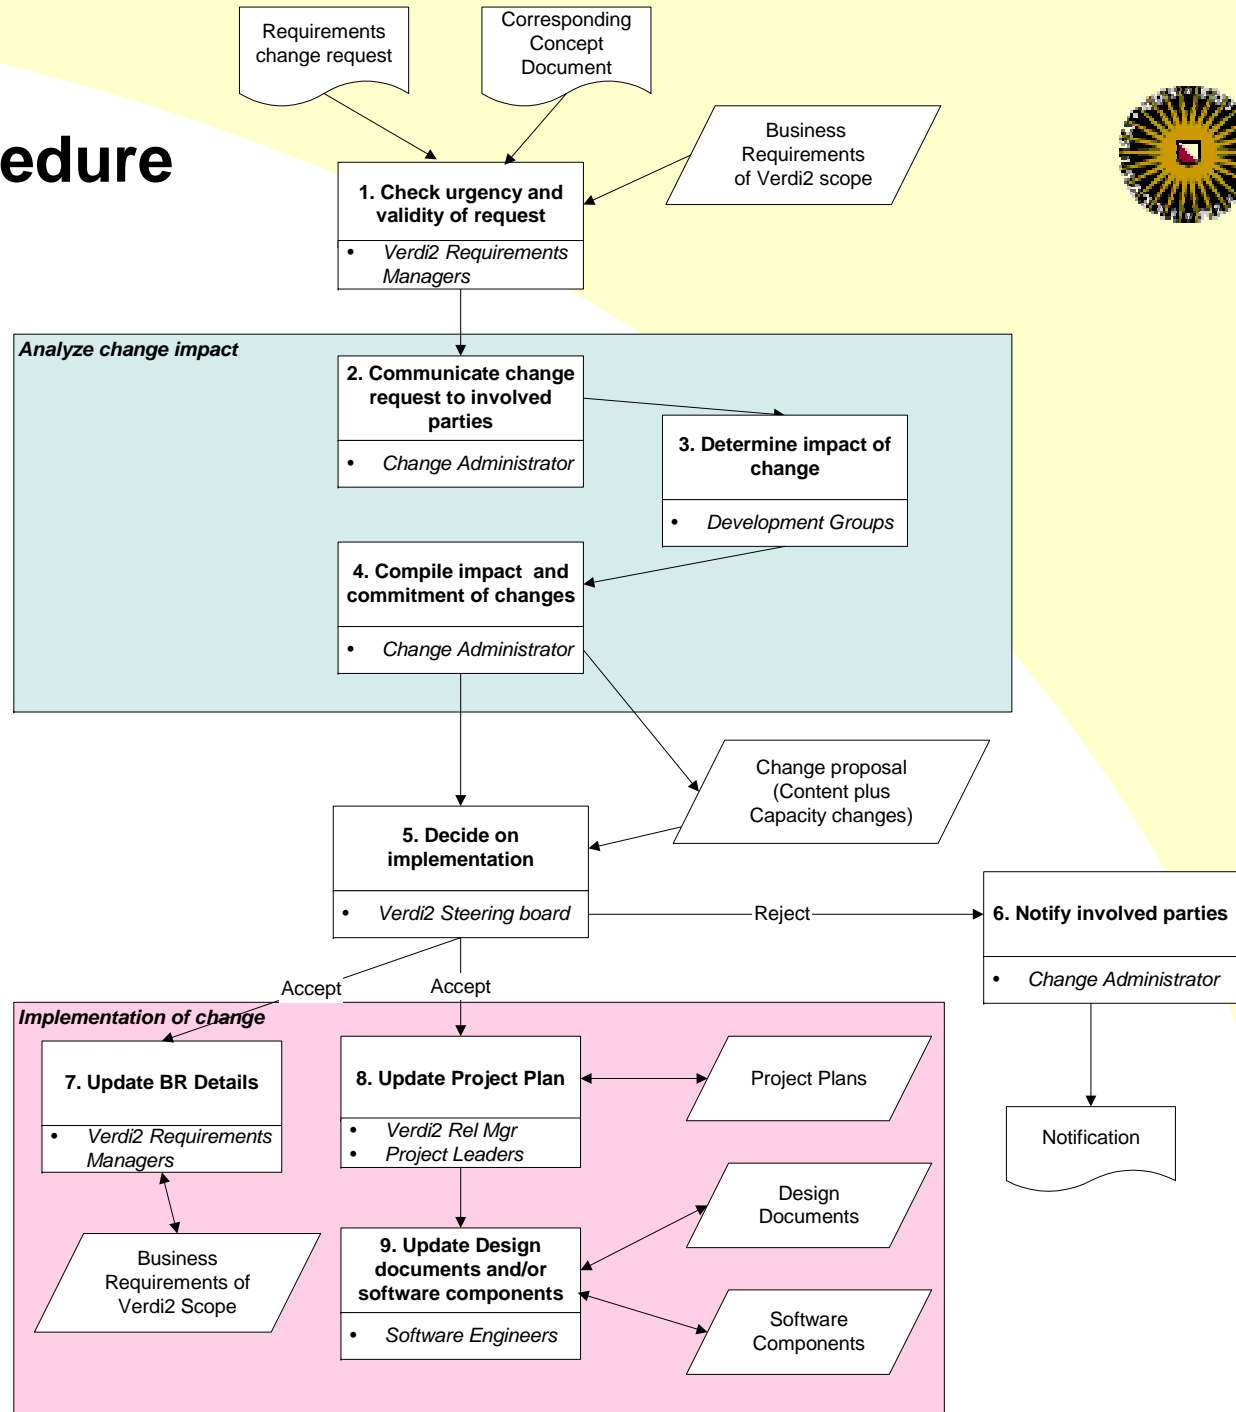 Requirements
change request
Corresponding
Concept
Document
edure
Business
Requirements
of Verdi2 scope
1. Check urgency and
validity of request
• Verdi2 Requirements
Managers
Analyze change impact
2. Communicate change
request to involved
parties
• Change Administrator
3. Determine impact of
change
• Development Groups
4. Compile impact and
commitment of changes
• Change Administrator
Change proposal
(Content plus
Capacity changes)
5. Decide on
implementation
• Verdi2 Steering board
Reject
6. Notify involved parties
• Change Administrator
Accept
Accept
Implementation of change
7. Update BR Details
• Verdi2 Requirements
Managers
8. Update Project Plan
• Verdi2 Rel Mgr
• Project Leaders
Project Plans
Notification
Design
Documents
Business
Requirements of
Verdi2 Scope
9. Update Design
documents and/or
software components
• Software Engineers
Software
Components